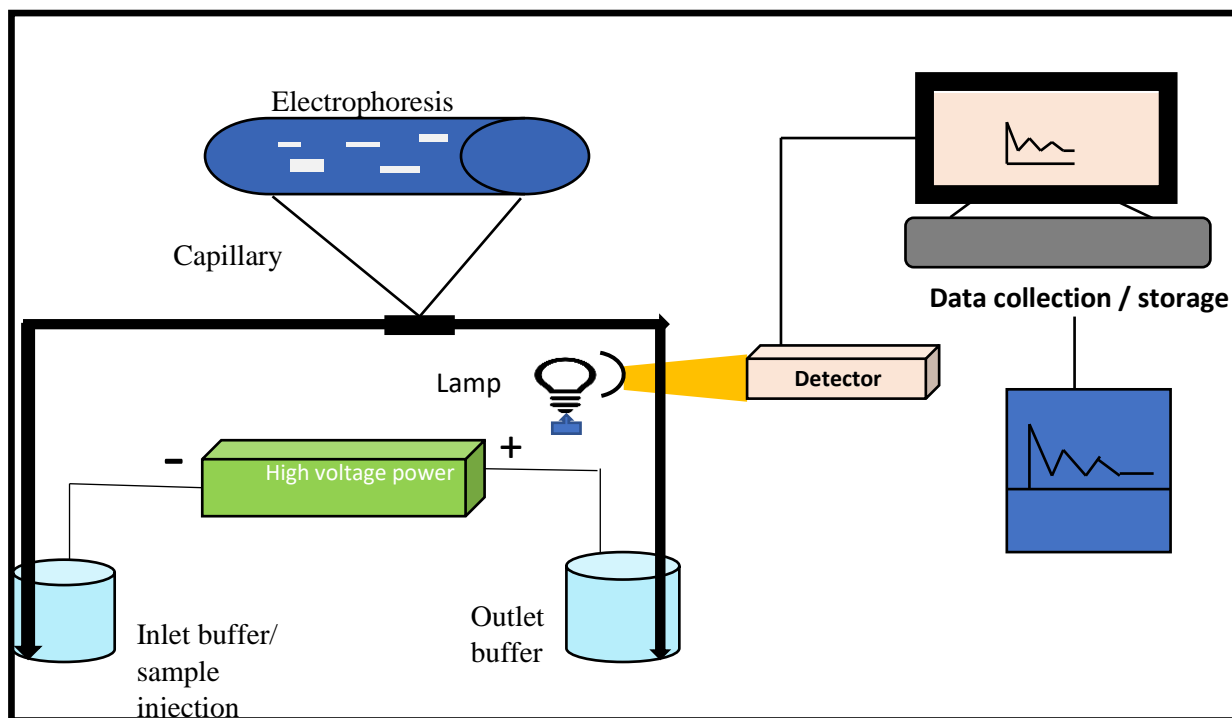 Electrophoresis
Capillary
Data collection / storage
Lamp
Detector
-
+
High voltage power
Inlet buffer/
sample
injection
Outlet
buffer